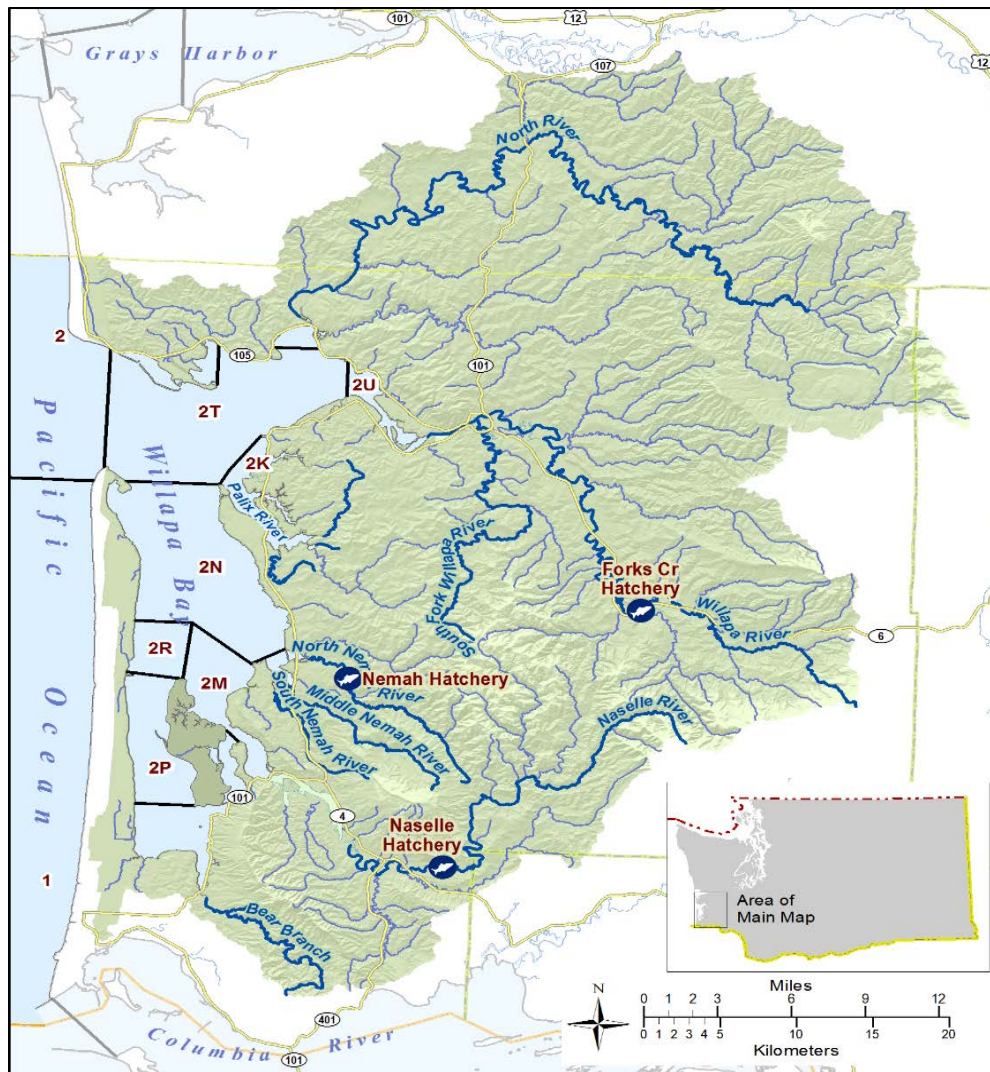 101
12
Grays Harbor
107
12
North River
2
105
101
2U
2T
Pacific Ocean
Willapa Bay
2K
Palix River
2N
South Fork Willapa River
Forks Cr
Hatchery
Willapa River
6
2R
North Nem
River
Nemah Hatchery
2M
Middle Nemah River
South Nemah River
Naselle River
2P
101
4
Naselle
Hatchery
1
Bear Branch
Area of
Main Map
401
Columbia River
101
N
Miles
0 1 2 3 6 9 12
0 1 2 3 4 5 10 15 20
Kilometers